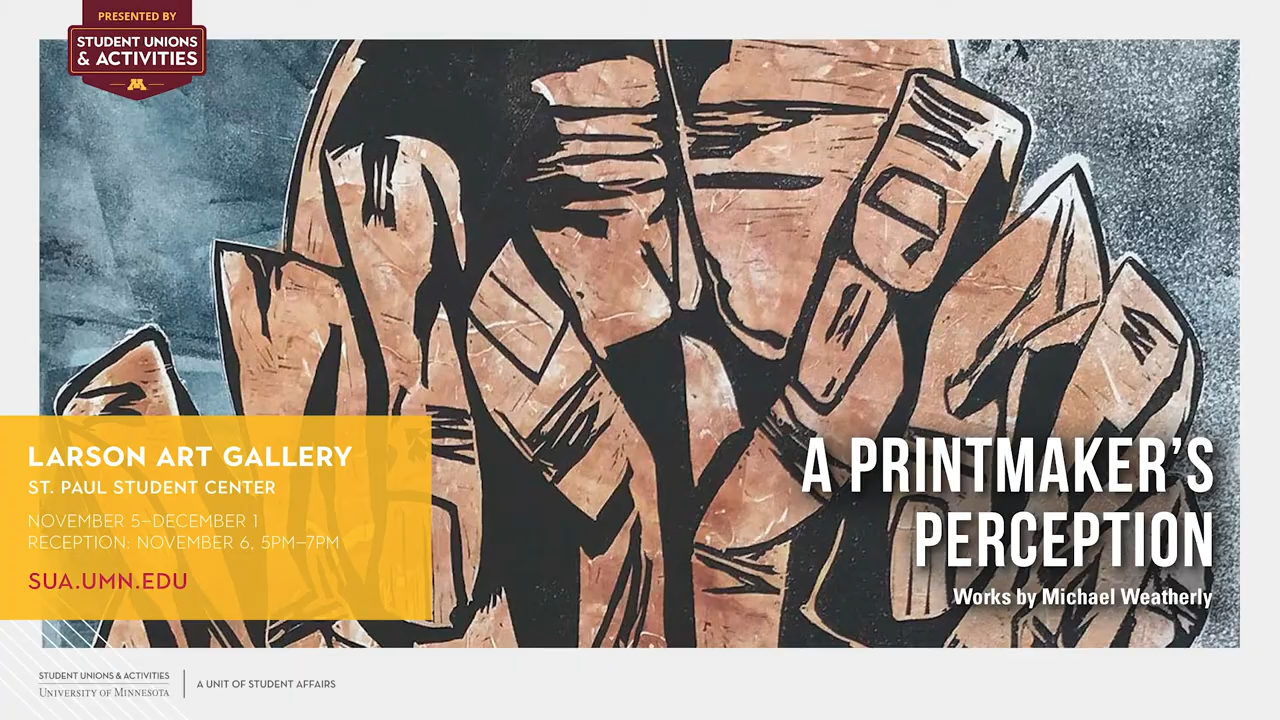 PRESENTED BY
STUDENT UNIONS
& ACTIVITIES
M
LARSON ART GALLERY
ST. PAUL STUDENT CENTER
NOVEMBER 5–DECEMBER 1
RECEPTION: NOVEMBER 6, 5PM–7PM
SUA.UMN.EDU
A PRINTMAKER'S
PERCEPTION
Works by Michael Weatherly
STUDENT UNIONS & ACTIVITIES
UNIVERSITY OF MINNESOTA
A UNIT OF STUDENT AFFAIRS